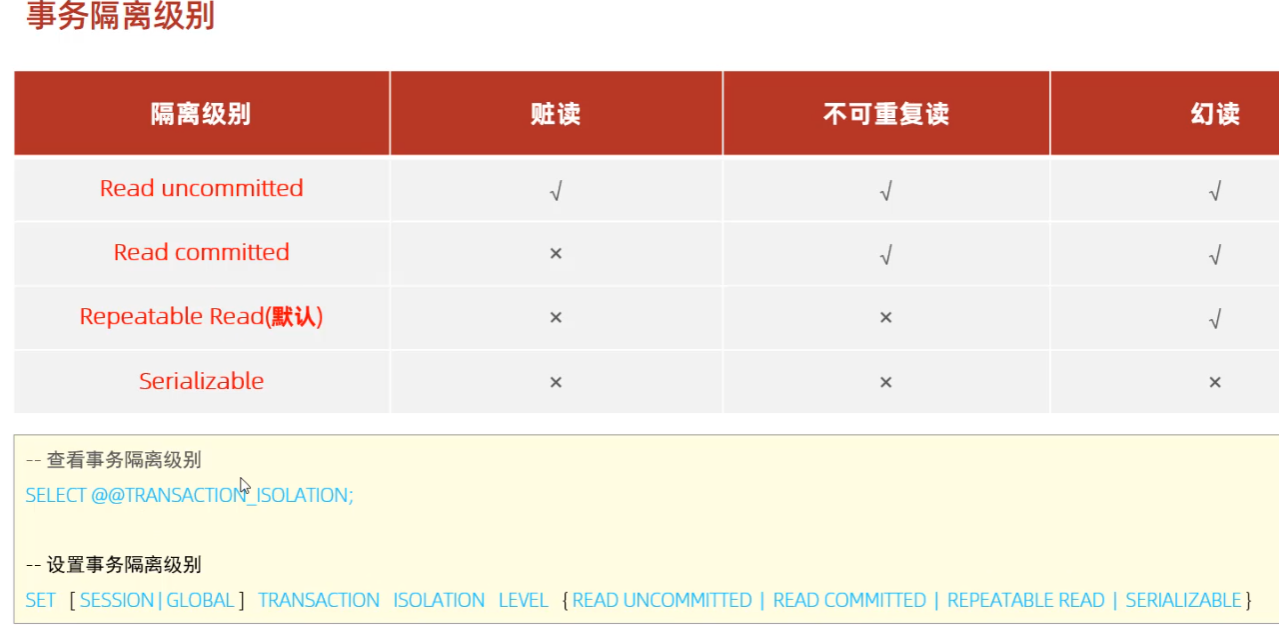 事务隔离级别
隔离级别 脏读 不可重复读 幻读
Read uncommitted √ √ √
Read committed × √ √
Repeatable Read(默认) × × √
Serializable × × ×
-- 查看事务隔离级别
SELECT @@TRANSACTION_ISOLATION;
-- 设置事务隔离级别
SET [ SESSION | GLOBAL ] TRANSACTION ISOLATION LEVEL { READ UNCOMMITTED | READ COMMITTED | REPEATABLE READ | SERIALIZABLE }